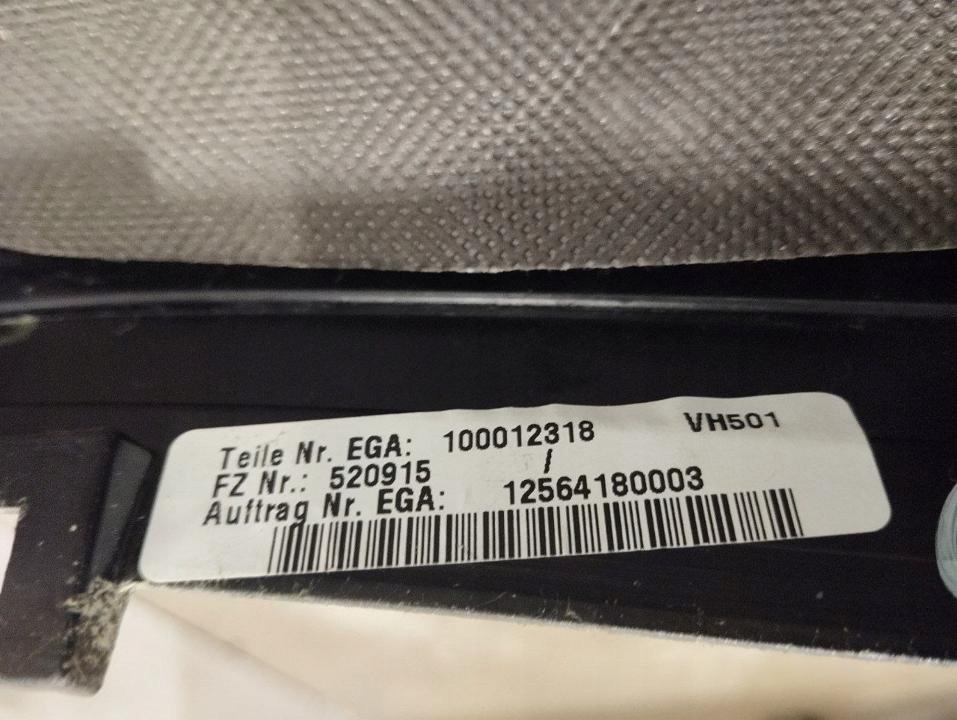 Teile Nr. EGA: 100012318 VH501
FZ Nr.: 520915 /
Auftrag Nr. EGA: 12564180003